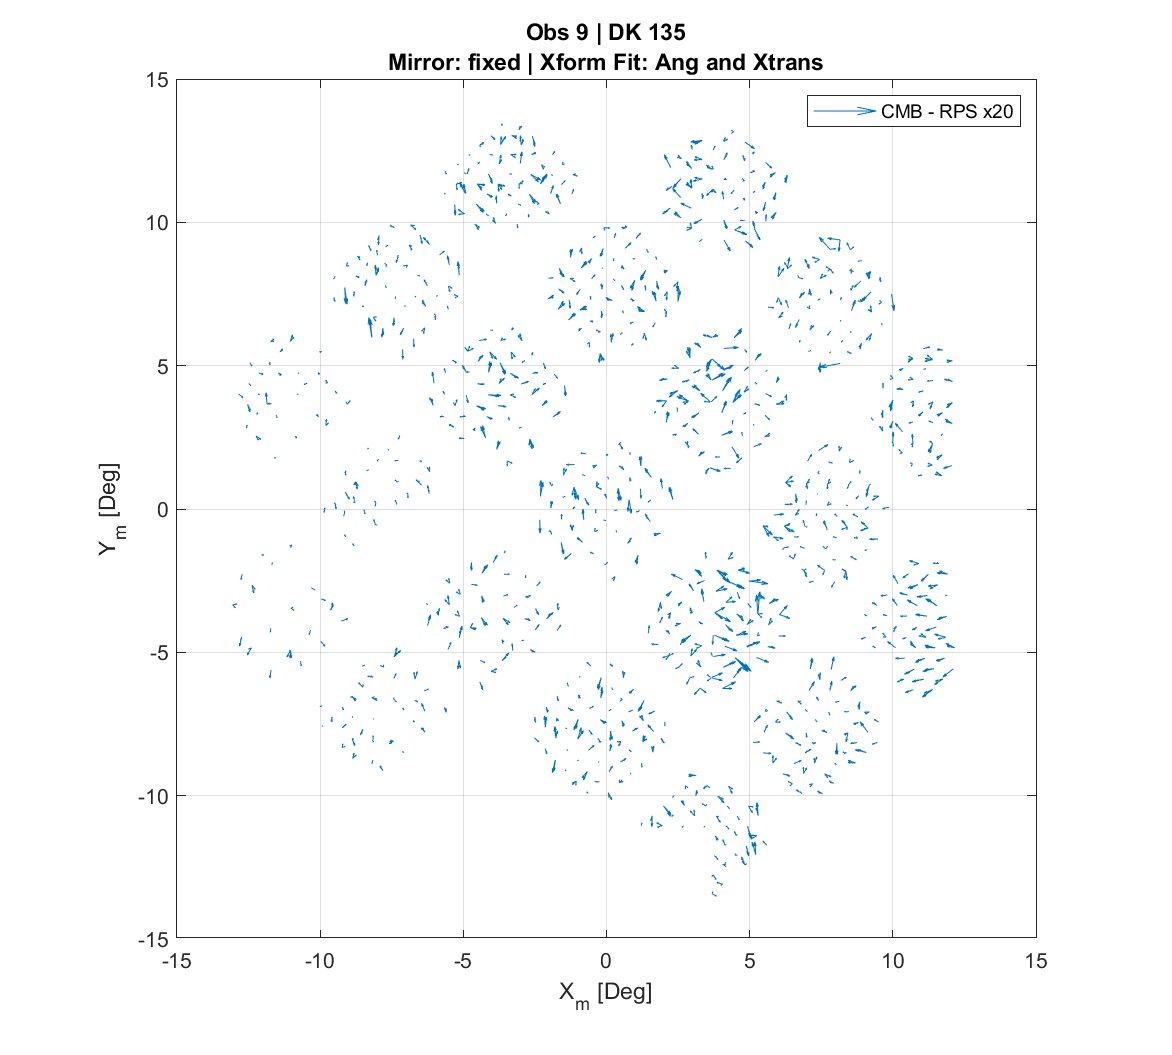 Obs 9 | DK 135
Mirror: fixed | Xform Fit: Ang and Xtrans
CMB - RPS x20
15
10
5
0
-5
-10
-15
Y_m [Deg]
-15 -10 -5 0 5 10 15
X_m [Deg]